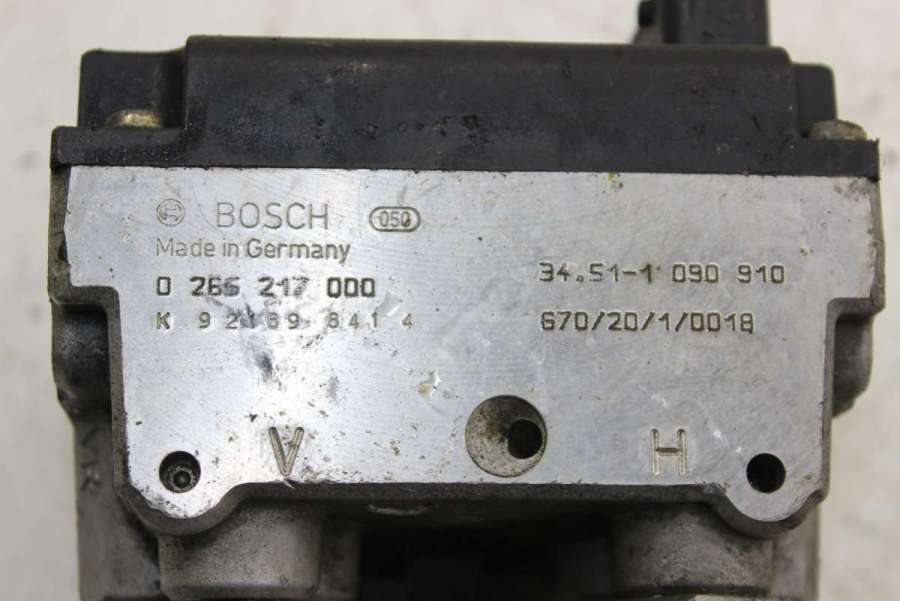 BOSCH 050
Made in Germany
0 265 217 000
34.51-1 090 910
670/20/1/0018
V H